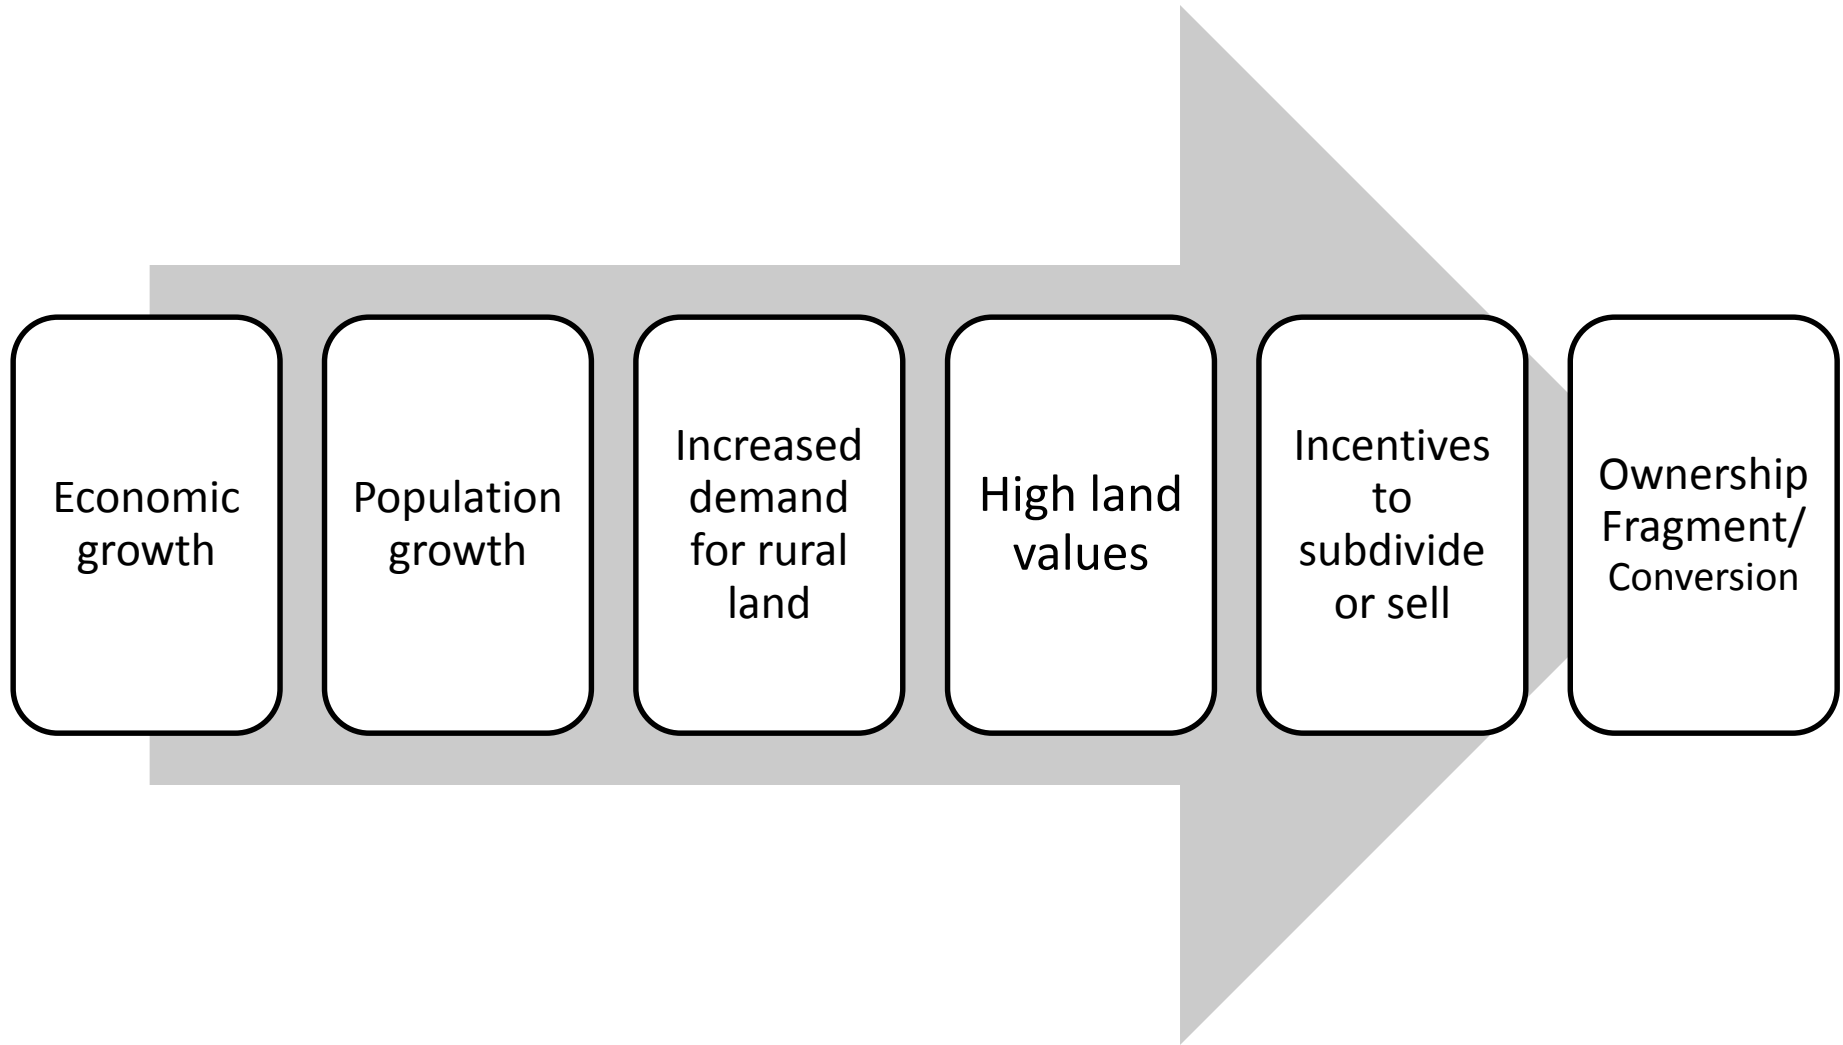 Economic
growth
Population
growth
Increased
demand
for rural
land
High land
values
Incentives
to
subdivide
or sell
Ownership
Fragment/
Conversion